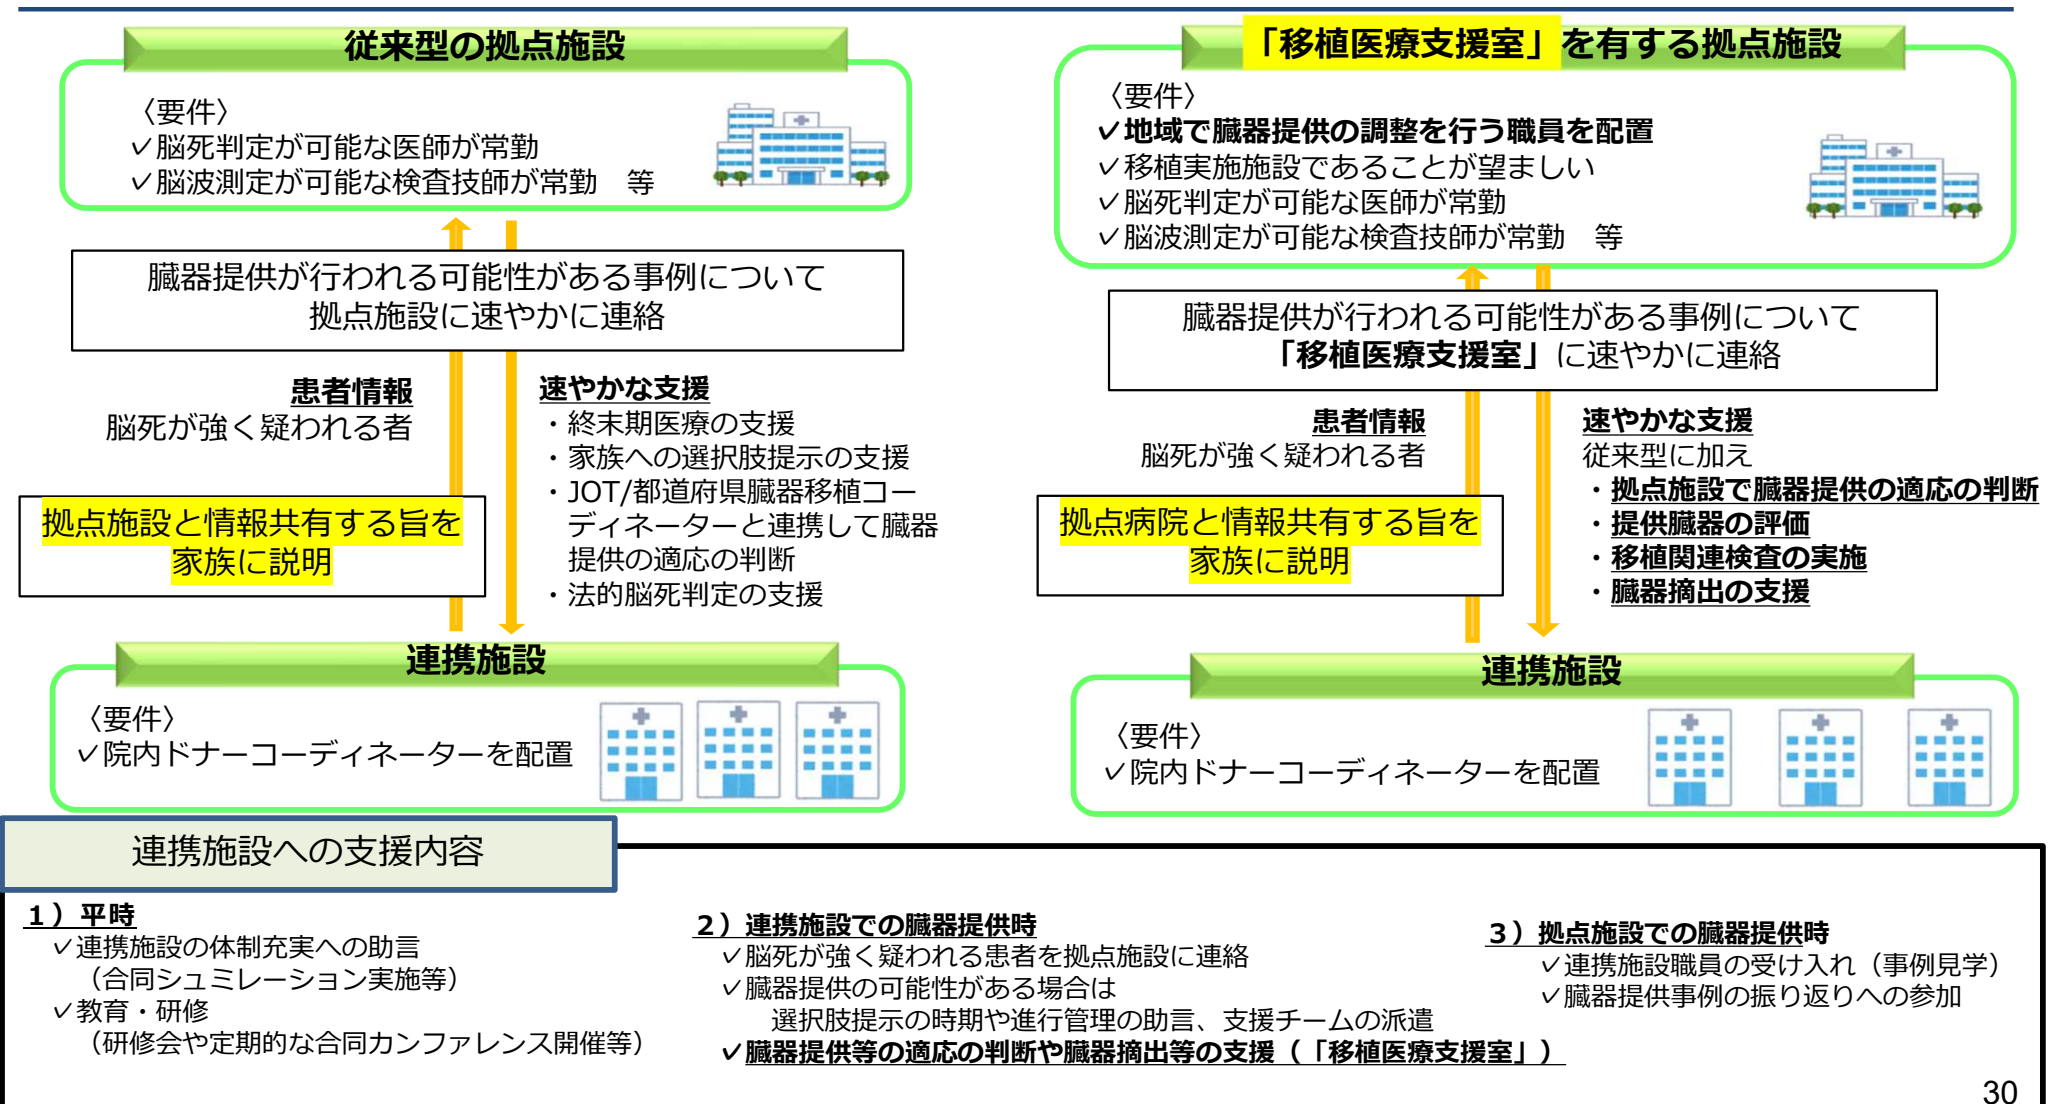 従来型の拠点施設
〈要件〉
✓脳死判定が可能な医師が常勤
✓脳波測定が可能な検査技師が常勤　等
臓器提供が行われる可能性がある事例について
拠点施設に速やかに連絡
患者情報
脳死が強く疑われる者
速やかな支援
・終末期医療の支援
・家族への選択肢提示の支援
・JOT/都道府県臓器移植コー
ディネーターと連携して臓器
提供の適応の判断
・法的脳死判定の支援
拠点施設と情報共有する旨を
家族に説明
連携施設
〈要件〉
✓院内ドナーコーディネーターを配置
「移植医療支援室」を有する拠点施設
〈要件〉
✓地域で臓器提供の調整を行う職員を配置
✓移植実施施設であることが望ましい
✓脳死判定が可能な医師が常勤
✓脳波測定が可能な検査技師が常勤　等
臓器提供が行われる可能性がある事例について
「移植医療支援室」に速やかに連絡
患者情報
脳死が強く疑われる者
速やかな支援
従来型に加え
・拠点施設で臓器提供の適応の判断
・提供臓器の評価
・移植関連検査の実施
・臓器摘出の支援
拠点病院と情報共有する旨を
家族に説明
連携施設
〈要件〉
✓院内ドナーコーディネーターを配置
連携施設への支援内容
１）平時
✓連携施設の体制充実への助言
（合同シュミレーション実施等）
✓教育・研修
（研修会や定期的な合同カンファレンス開催等）
２）連携施設での臓器提供時
✓脳死が強く疑われる患者を拠点施設に連絡
✓臓器提供の可能性がある場合は
選択肢提示の時期や進行管理の助言、支援チームの派遣
✓臓器提供等の適応の判断や臓器摘出等の支援（「移植医療支援室」）
３）拠点施設での臓器提供時
✓連携施設職員の受け入れ（事例見学）
✓臓器提供事例の振り返りへの参加
30